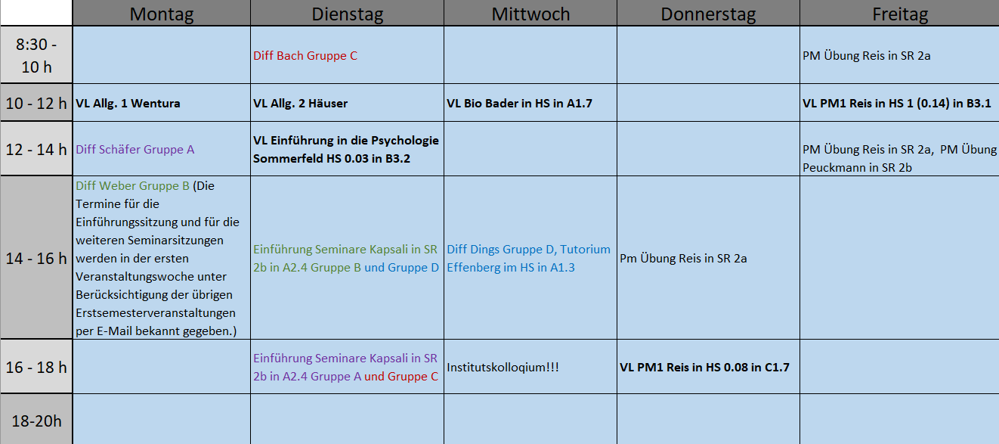 Montag Dienstag Mittwoch Donnerstag Freitag
8:30 -
10 h
Diff Bach Gruppe C
PM Übung Reis in SR 2a
10 - 12 h
VL Allg. 1 Wentura
VL Allg. 2 Häuser
VL Bio Bader in HS in A1.7
VL PM1 Reis in HS 1 (0.14) in B3.1
12 - 14 h
Diff Schäfer Gruppe A
VL Einführung in die Psychologie
Sommerfeld HS 0.03 in B3.2
PM Übung Reis in SR 2a,  PM Übung
Peuckmann in SR 2b
14 - 16 h
Diff Weber Gruppe B (Die
Termine für die
Einführungssitzung und für die
weiteren Seminarsitzungen
werden in der ersten
Veranstaltungswoche unter
Berücksichtigung der übrigen
Erstsemesterveranstaltungen
per E-Mail bekannt gegeben.)
Einführung Seminare Kapsali in SR
2b in A2.4 Gruppe B und Gruppe D
Diff Dings Gruppe D, Tutorium
Effenberg im HS in A1.3
Pm Übung Reis in SR 2a
16 - 18 h
Einführung Seminare Kapsali in SR
2b in A2.4 Gruppe A und Gruppe C
Institutskolloqium!!!
VL PM1 Reis in HS 0.08 in C1.7
18-20h